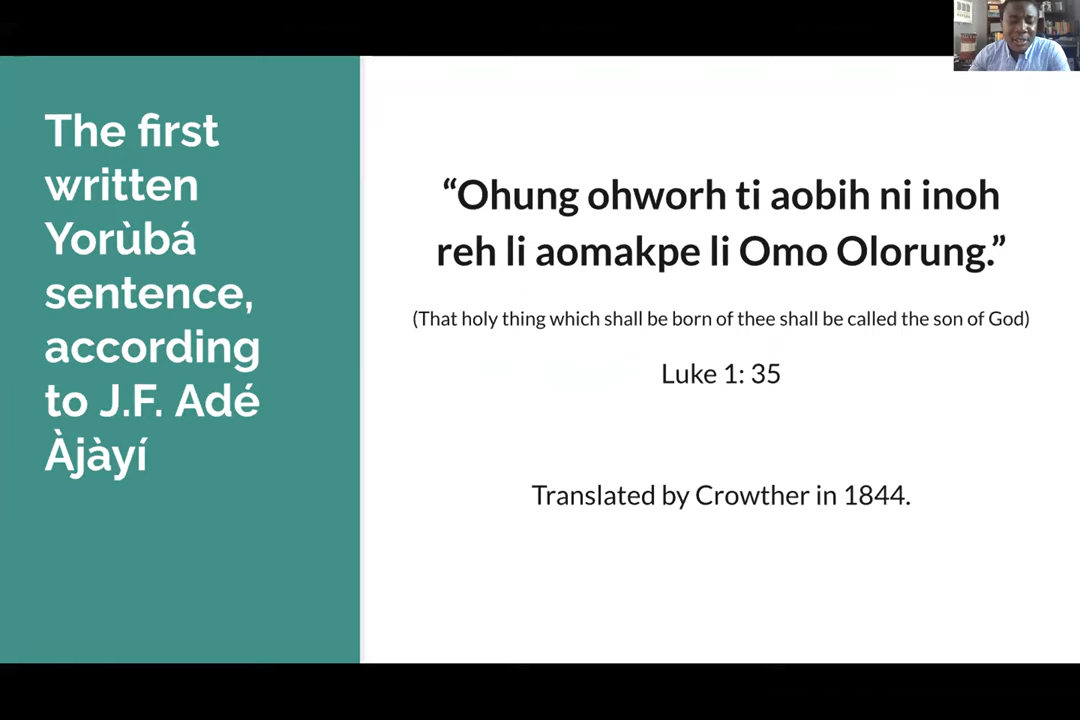 The first
written
Yorùbá
sentence,
according
to J.F. Adé
Àjàyí
“Ohung ohworh ti aobih ni inoh
reh li aomakpe li Omo Olorung.”
(That holy thing which shall be born of thee shall be called the son of God)
Luke 1: 35
Translated by Crowther in 1844.